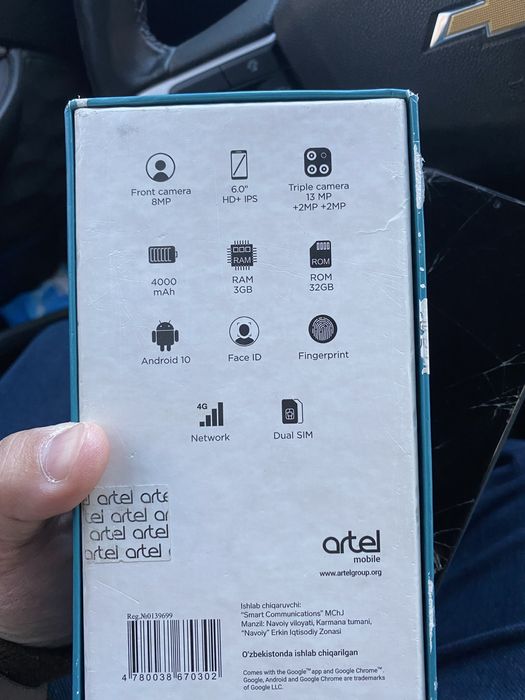 Front camera
8MP
6.0"
HD+ IPS
Triple camera
13 MP
+2MP +2MP
4000
mAh
RAM
RAM
3GB
ROM
ROM
32GB
Android 10
Face ID
Fingerprint
4G
Network
Dual SIM
artel arte
artel
artel artel
artel artel
artel
mobile
www.artelgroup.org
Reg.№0139699
4 780038 670302
Ishlab chiqaruvchi:
"Smart Communications" MChJ
Manzil: Navoiy viloyati, Karmana tumani,
"Navoiy" Erkin Iqtisodiy Zonasi
O'zbekistonda ishlab chiqarilgan
Comes with the Google™ app and Google Chrome™
Google, Android and Google Chrome are trademarks
of Google LLC.